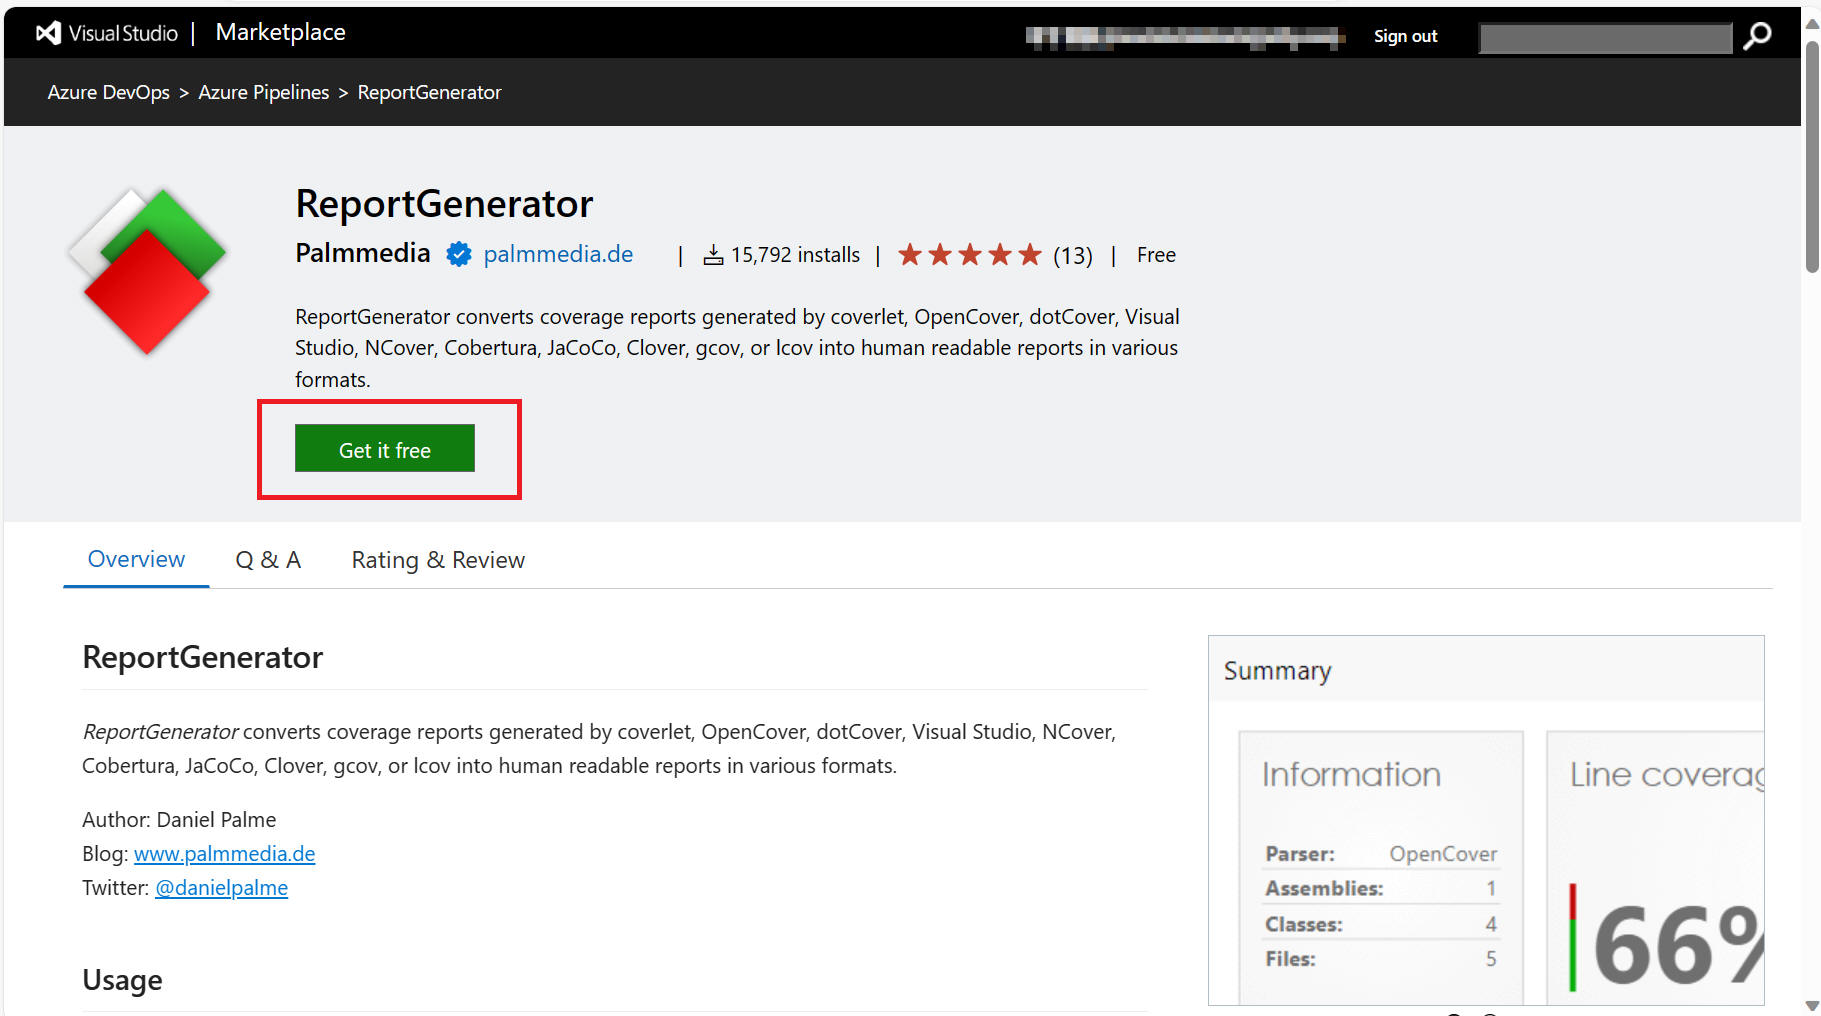 Visual Studio | Marketplace
Sign out
Azure DevOps > Azure Pipelines > ReportGenerator
ReportGenerator
Palmmedia palmmedia.de | 15,792 installs | (13) | Free
ReportGenerator converts coverage reports generated by coverlet, OpenCover, dotCover, Visual
Studio, NCover, Cobertura, JaCoCo, Clover, gcov, or lcov into human readable reports in various
formats.
Get it free
Overview Q & A Rating & Review
ReportGenerator
ReportGenerator converts coverage reports generated by coverlet, OpenCover, dotCover, Visual Studio, NCover,
Cobertura, JaCoCo, Clover, gcov, or lcov into human readable reports in various formats.
Author: Daniel Palme
Blog: www.palmmedia.de
Twitter: @danielpalme
Usage
Summary
Information
Parser: OpenCover
Assemblies: 1
Classes: 4
Files: 5
Line coverag
66%